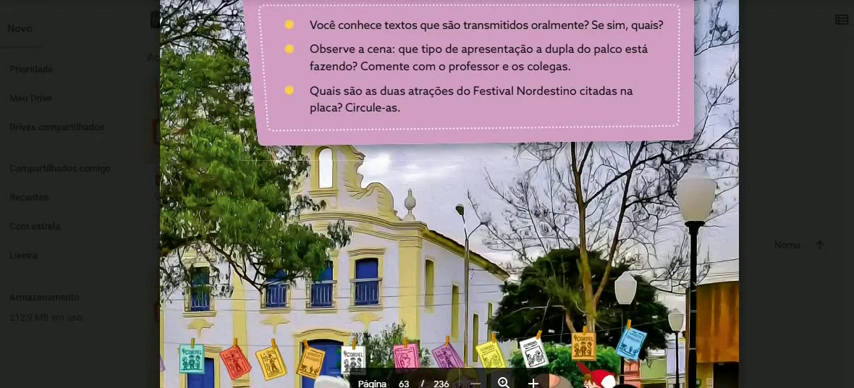 Você conhece textos que são transmitidos oralmente? Se sim, quais?
Observe a cena: que tipo de apresentação a dupla do palco está
fazendo? Comente com o professor e os colegas.
Quais são as duas atrações do Festival Nordestino citadas na
placa? Circule-as.
Novo
Prioridade
Meu Drive
Drives compartilhados
Compartilhados comigo
Recentes
Com estrela
Lixeira
Armazenamento
212,9 MB em uso
Nome
CORDEL
CORDEL
CORDEL
Página 63 / 236